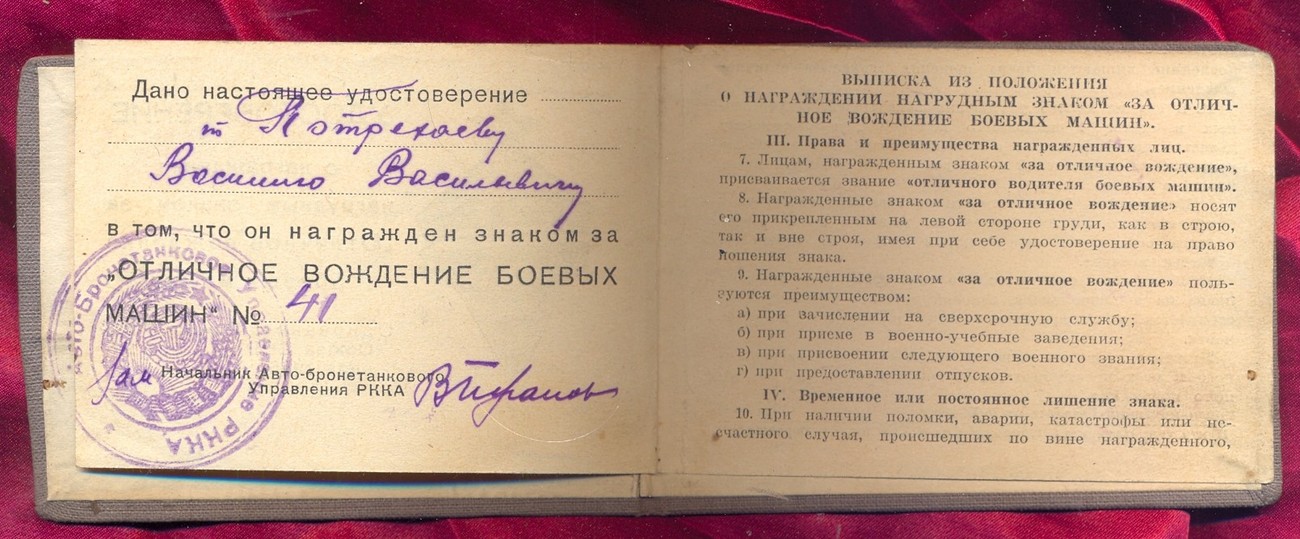 Дано настоящее удостоверение
т. Потрехаеву
Василию Васильевичу
в том, что он награжден знаком за
„ОТЛИЧНОЕ ВОЖДЕНИЕ БОЕВЫХ
МАШИН“ № 41
Зам Начальник Авто-бронетанкового
Управления РККА
Авто-Бронетанковое Управление РККА
ВЫПИСКА ИЗ ПОЛОЖЕНИЯ
О НАГРАЖДЕНИИ НАГРУДНЫМ ЗНАКОМ «ЗА ОТЛИЧ-
НОЕ ВОЖДЕНИЕ БОЕВЫХ МАШИН».
III. Права и преимущества награжденных лиц.
7. Лицам, награжденным знаком «за отличное вождение»,
присваивается звание «отличного водителя боевых машин».
8. Награжденные знаком «за отличное вождение» носят
его прикрепленным на левой стороне груди, как в строю,
так и вне строя, имея при себе удостоверение на право
ношения знака.
9. Награжденные знаком «за отличное вождение» поль-
зуются преимуществом:
а) при зачислении на сверхсрочную службу;
б) при приеме в военно-учебные заведения;
в) при присвоении следующего военного звания;
г) при предоставлении отпусков.
IV. Временное или постоянное лишение знака.
10. При наличии поломки, аварии, катастрофы или не-
счастного случая, происшедших по вине награжденного,